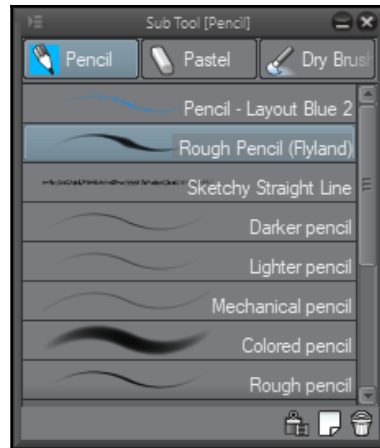 Sub Tool [Pencil]
Pencil
Pastel
Dry Brus
Pencil - Layout Blue 2
Rough Pencil (Flyland)
Sketchy Straight Line
Darker pencil
Lighter pencil
Mechanical pencil
Colored pencil
Rough pencil